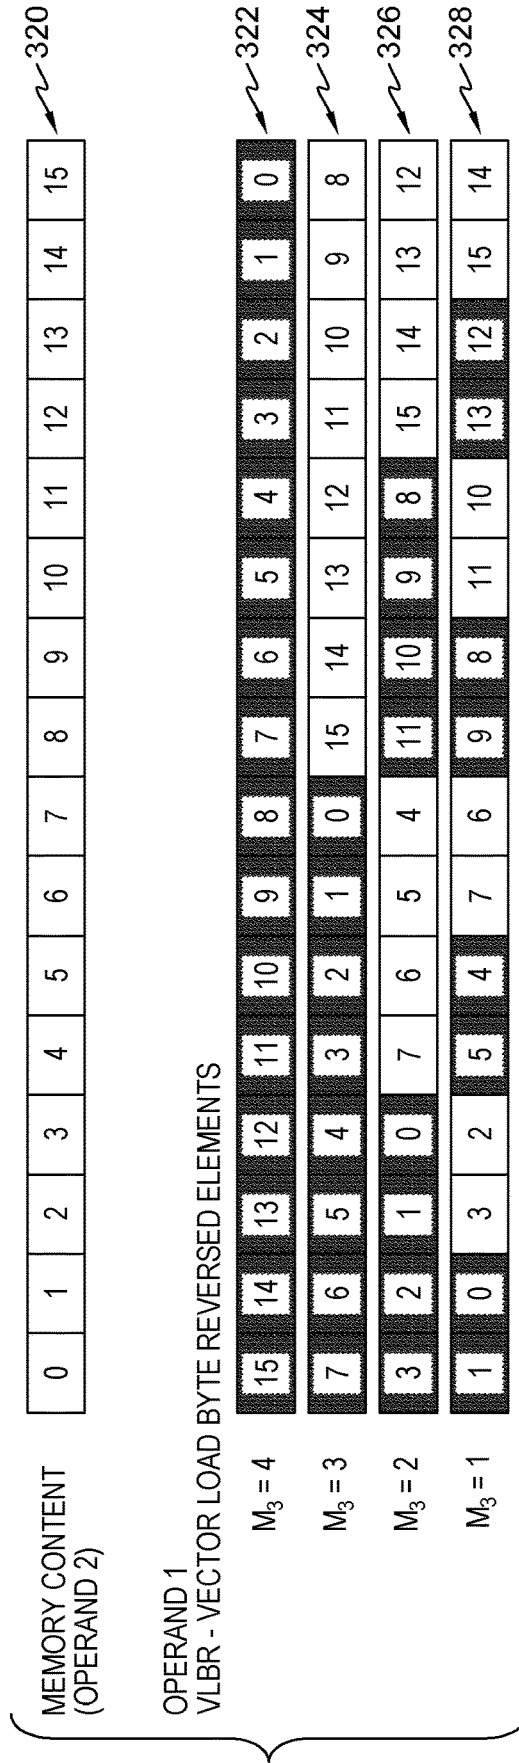 MEMORY CONTENT
(OPERAND 2)
0 1 2 3 4 5 6 7 8 9 10 11 12 13 14 15
320
OPERAND 1
VLBR - VECTOR LOAD BYTE REVERSED ELEMENTS
M3 = 4
15 14 13 12 11 10 9 8 7 6 5 4 3 2 1 0
322
M3 = 3
7 6 5 4 3 2 1 0 15 14 13 12 11 10 9 8
324
M3 = 2
3 2 1 0 7 6 5 4 11 10 9 8 15 14 13 12
326
M3 = 1
1 0 3 2 5 4 7 6 9 8 11 10 13 12 15 14
328